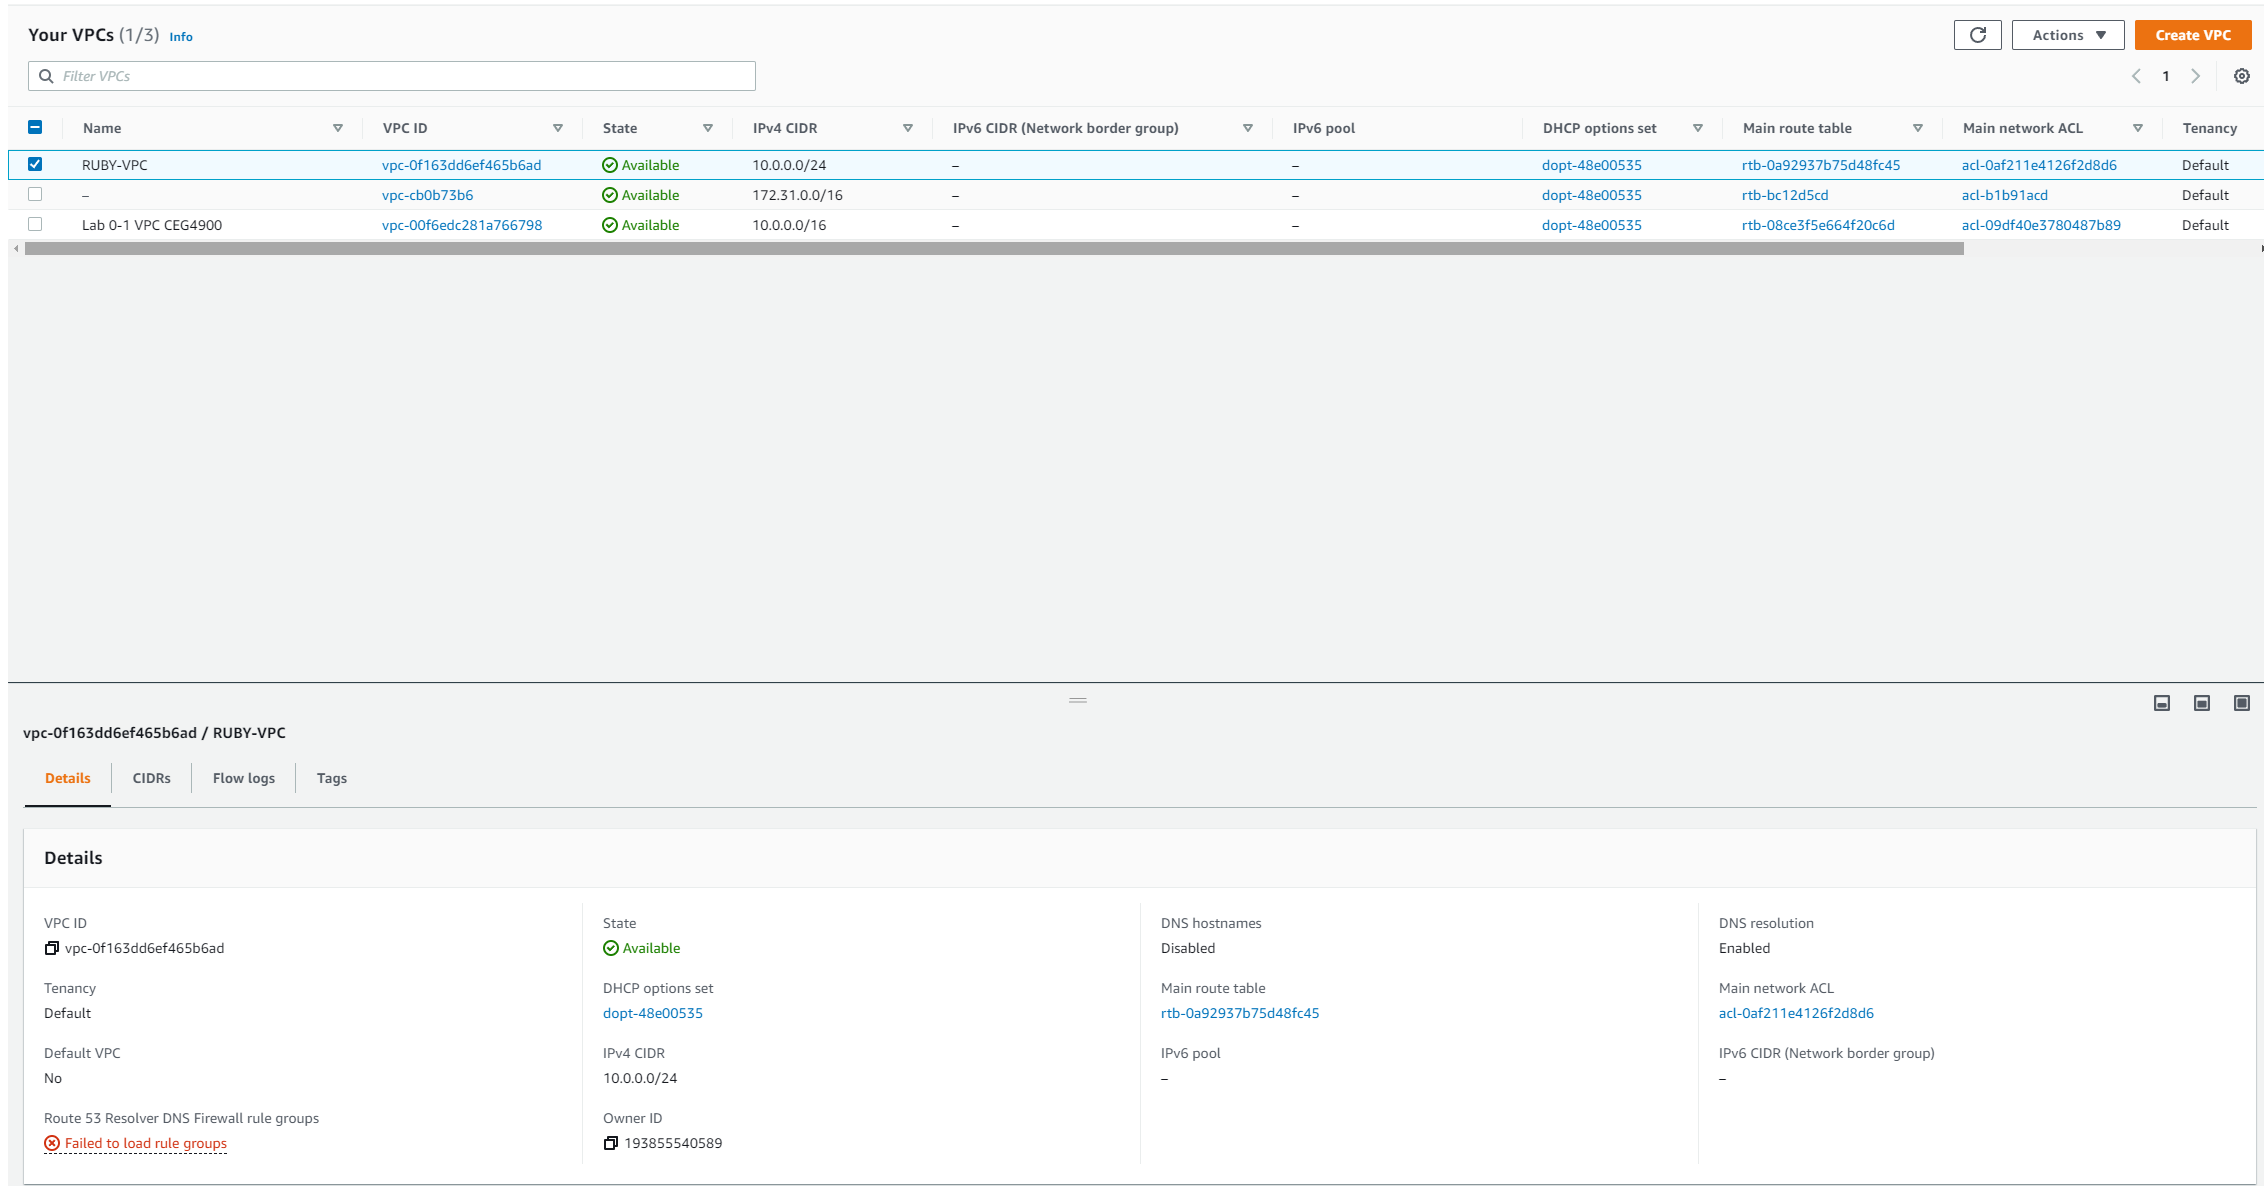 Your VPCs (1/3) Info
Actions
Create VPC
Filter VPCs
1
Name VPC ID State IPv4 CIDR IPv6 CIDR (Network border group) IPv6 pool DHCP options set Main route table Main network ACL Tenancy
RUBY-VPC vpc-0f163dd6ef465b6ad Available 10.0.0.0/24 – – dopt-48e00535 rtb-0a92937b75d48fc45 acl-0af211e4126f2d8d6 Default
– vpc-cb0b73b6 Available 172.31.0.0/16 – – dopt-48e00535 rtb-bc12d5cd acl-b1b91acd Default
Lab 0-1 VPC CEG4900 vpc-00f6edc281a766798 Available 10.0.0.0/16 – – dopt-48e00535 rtb-08ce3f5e664f20c6d acl-09df40e3780487b89 Default
vpc-0f163dd6ef465b6ad / RUBY-VPC
Details CIDRs Flow logs Tags
Details
VPC ID State DNS hostnames DNS resolution
vpc-0f163dd6ef465b6ad Available Disabled Enabled
Tenancy DHCP options set Main route table Main network ACL
Default dopt-48e00535 rtb-0a92937b75d48fc45 acl-0af211e4126f2d8d6
Default VPC IPv4 CIDR IPv6 pool IPv6 CIDR (Network border group)
No 10.0.0.0/24 – –
Route 53 Resolver DNS Firewall rule groups Owner ID
Failed to load rule groups 193855540589